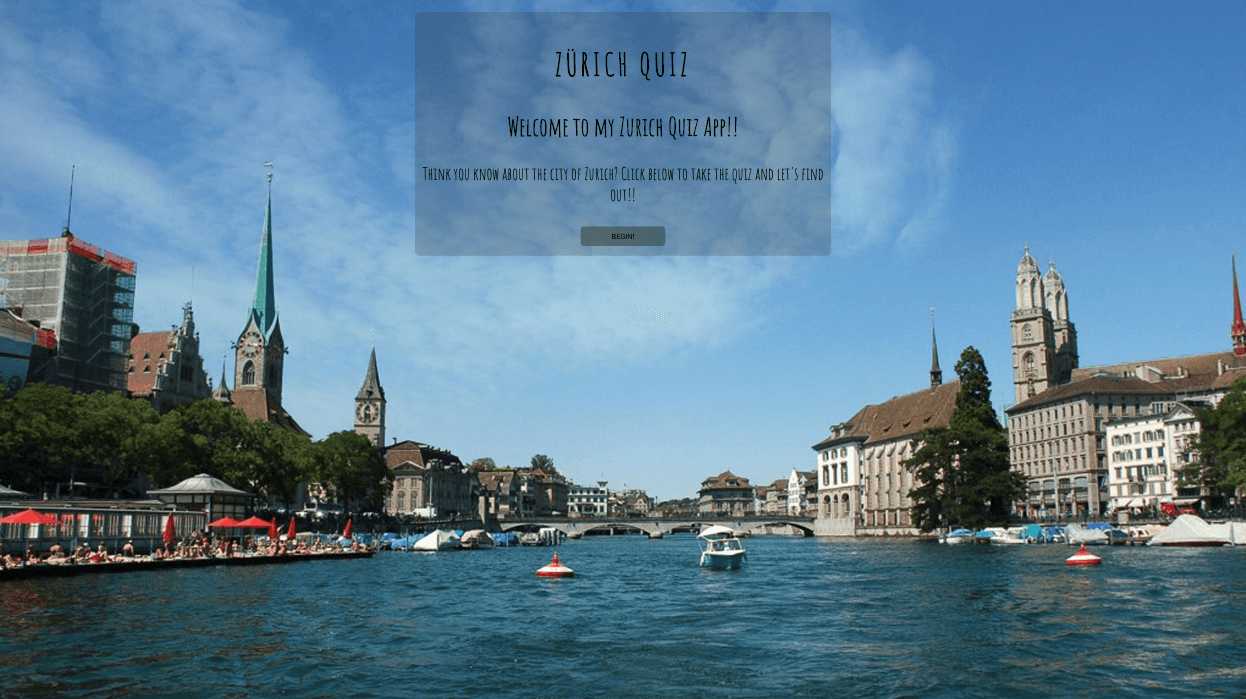 ZÜRICH QUIZ
Welcome to my Zurich Quiz App!!
Think you know about the city of Zurich? Click below to take the quiz and let's find
out!!
BEGIN!